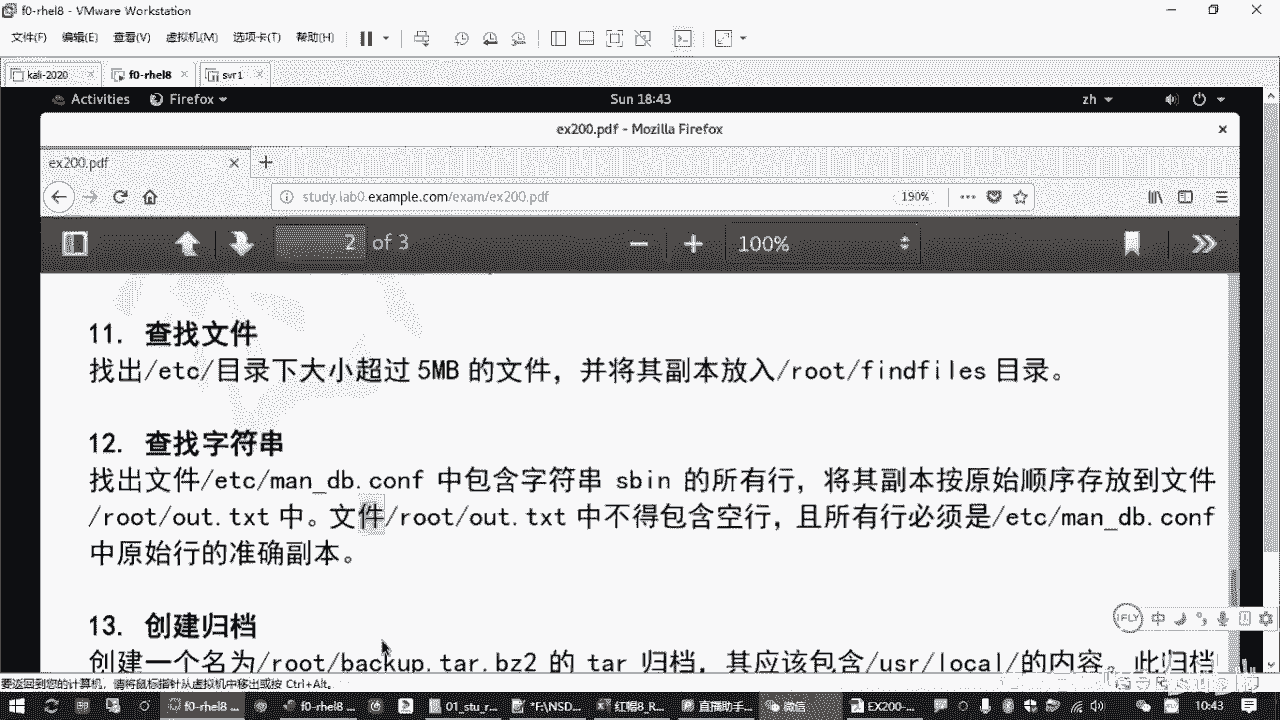 f0-rhel8 - VMware Workstation
文件(F) 编辑(E) 查看(V) 虚拟机(M) 选项卡(T) 帮助(H)
kali-2020 f0-rhel8 svr1
Activities Firefox Sun 18:43 zh
ex200.pdf - Mozilla Firefox
ex200.pdf
study.lab0.example.com/exam/ex200.pdf 190%
2 of 3 100%
11. 查找文件
找出/etc/目录下大小超过 5MB 的文件，并将其副本放入/root/findfiles 目录。
12. 查找字符串
找出文件/etc/man_db.conf 中包含字符串 sbin 的所有行，将其副本按原始顺序存放到文件
/root/out.txt 中。文件/root/out.txt 中不得包含空行，且所有行必须是/etc/man_db.conf
中原始行的准确副本。
13. 创建归档
创建一个名为/root/backup.tar.bz2 的 tar 归档，其应该包含/usr/local/的内容。此归档
iFLY 中
要返回到您的计算机，请将鼠标指针从虚拟机中移出或按 Ctrl+Alt。
f0-rhel8 ... f0-rhel8 ... 01_stu_r... *F:\NSD... 红帽8_R... 直播助手... 微信 EX200-... 10:43